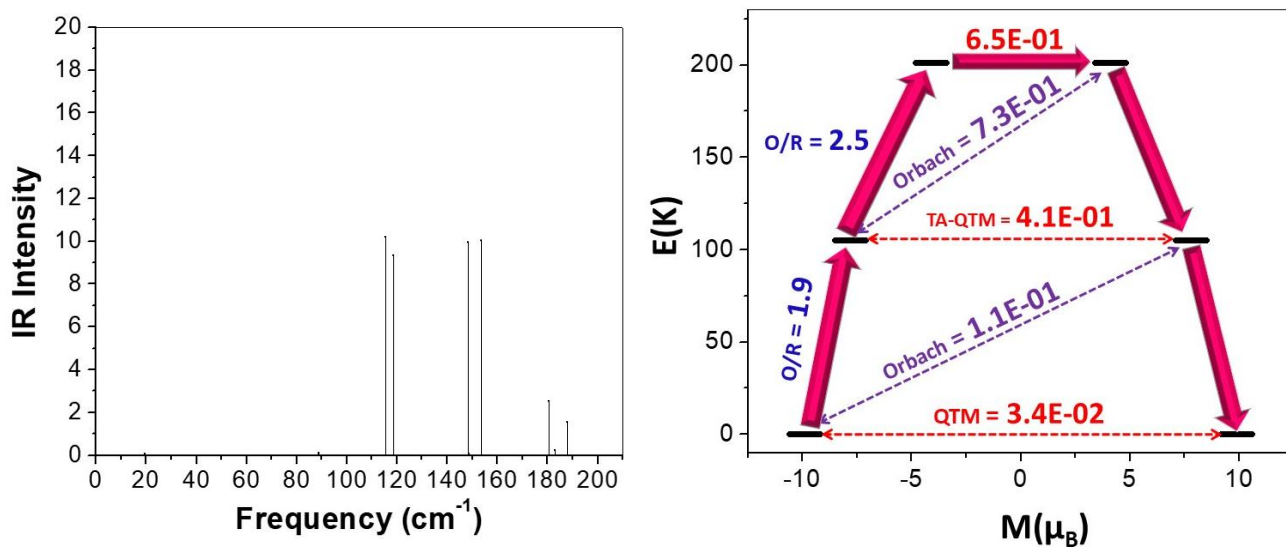 IR Intensity
20
18
16
14
12
10
8
6
4
2
0
0 20 40 60 80 100 120 140 160 180 200
Frequency (cm-1)
E(K)
200
150
100
50
0
6.5E-01
O/R = 2.5
Orbach = 7.3E-01
TA-QTM = 4.1E-01
O/R = 1.9
Orbach = 1.1E-01
QTM = 3.4E-02
-10 -5 0 5 10
M(μB)